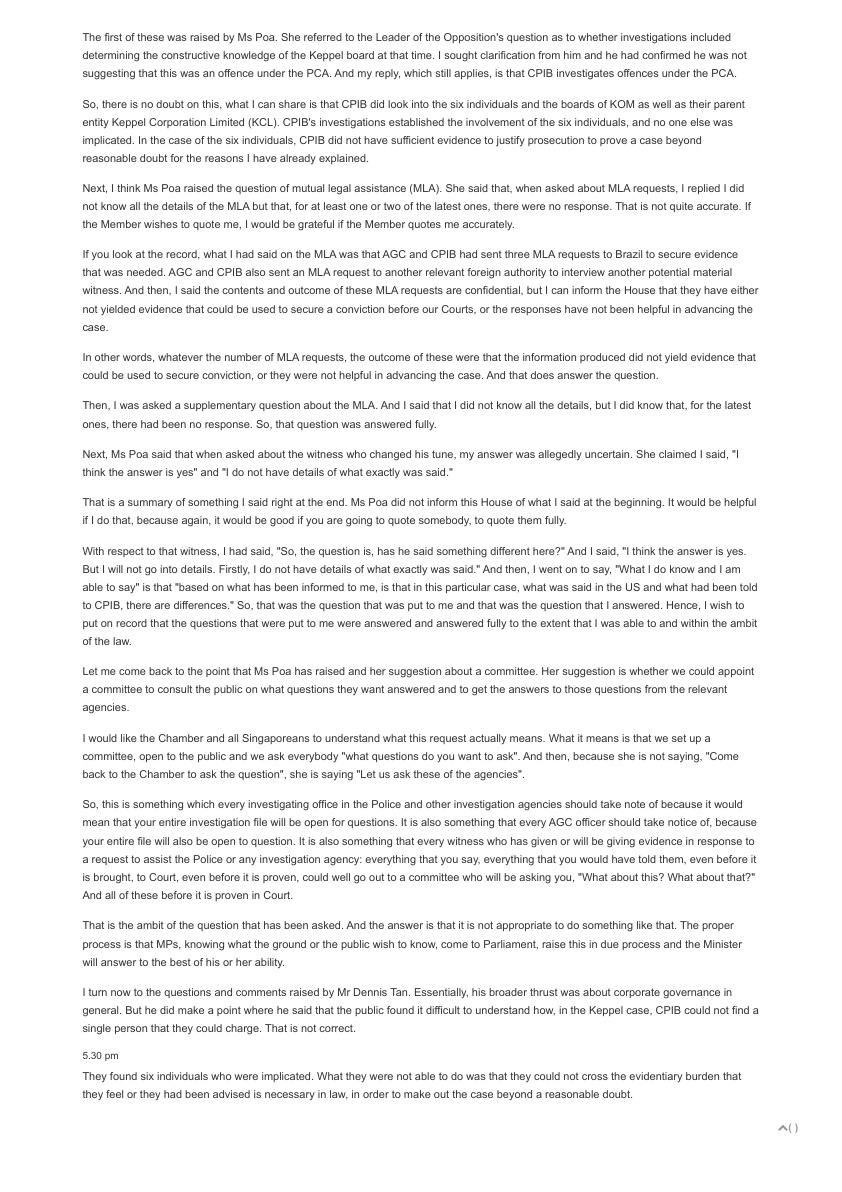 The first of these was raised by Ms Poa. She referred to the Leader of the Opposition's question as to whether investigations included
determining the constructive knowledge of the Keppel board at that time. I sought clarification from him and he had confirmed he was not
suggesting that this was an offence under the PCA. And my reply, which still applies, is that CPIB investigates offences under the PCA.
So, there is no doubt on this, what I can share is that CPIB did look into the six individuals and the boards of KOM as well as their parent
entity Keppel Corporation Limited (KCL). CPIB's investigations established the involvement of the six individuals, and no one else was
implicated. In the case of the six individuals, CPIB did not have sufficient evidence to justify prosecution to prove a case beyond
reasonable doubt for the reasons I have already explained.
Next, I think Ms Poa raised the question of mutual legal assistance (MLA). She said that, when asked about MLA requests, I replied I did
not know all the details of the MLA but that, for at least one or two of the latest ones, there were no response. That is not quite accurate. If
the Member wishes to quote me, I would be grateful if the Member quotes me accurately.
If you look at the record, what I had said on the MLA was that AGC and CPIB had sent three MLA requests to Brazil to secure evidence
that was needed. AGC and CPIB also sent an MLA request to another relevant foreign authority to interview another potential material
witness. And then, I said the contents and outcome of these MLA requests are confidential, but I can inform the House that they have either
not yielded evidence that could be used to secure a conviction before our Courts, or the responses have not been helpful in advancing the
case.
In other words, whatever the number of MLA requests, the outcome of these were that the information produced did not yield evidence that
could be used to secure conviction, or they were not helpful in advancing the case. And that does answer the question.
Then, I was asked a supplementary question about the MLA. And I said that I did not know all the details, but I did know that, for the latest
ones, there had been no response. So, that question was answered fully.
Next, Ms Poa said that when asked about the witness who changed his tune, my answer was allegedly uncertain. She claimed I said, "I
think the answer is yes" and "I do not have details of what exactly was said."
That is a summary of something I said right at the end. Ms Poa did not inform this House of what I said at the beginning. It would be helpful
if I do that, because again, it would be good if you are going to quote somebody, to quote them fully.
With respect to that witness, I had said, "So, the question is, has he said something different here?" And I said, "I think the answer is yes.
But I will not go into details. Firstly, I do not have details of what exactly was said." And then, I went on to say, "What I do know and I am
able to say" is that "based on what has been informed to me, is that in this particular case, what was said in the US and what had been told
to CPIB, there are differences." So, that was the question that was put to me and that was the question that I answered. Hence, I wish to
put on record that the questions that were put to me were answered and answered fully to the extent that I was able to and within the ambit
of the law.
Let me come back to the point that Ms Poa has raised and her suggestion about a committee. Her suggestion is whether we could appoint
a committee to consult the public on what questions they want answered and to get the answers to those questions from the relevant
agencies.
I would like the Chamber and all Singaporeans to understand what this request actually means. What it means is that we set up a
committee, open to the public and we ask everybody "what questions do you want to ask". And then, because she is not saying, "Come
back to the Chamber to ask the question", she is saying "Let us ask these of the agencies".
So, this is something which every investigating office in the Police and other investigation agencies should take note of because it would
mean that your entire investigation file will be open for questions. It is also something that every AGC officer should take notice of, because
your entire file will also be open to question. It is also something that every witness who has given or will be giving evidence in response to
a request to assist the Police or any investigation agency: everything that you say, everything that you would have told them, even before it
is brought, to Court, even before it is proven, could well go out to a committee who will be asking you, "What about this? What about that?"
And all of these before it is proven in Court.
That is the ambit of the question that has been asked. And the answer is that it is not appropriate to do something like that. The proper
process is that MPs, knowing what the ground or the public wish to know, come to Parliament, raise this in due process and the Minister
will answer to the best of his or her ability.
I turn now to the questions and comments raised by Mr Dennis Tan. Essentially, his broader thrust was about corporate governance in
general. But he did make a point where he said that the public found it difficult to understand how, in the Keppel case, CPIB could not find a
single person that they could charge. That is not correct.
5.30 pm
They found six individuals who were implicated. What they were not able to do was that they could not cross the evidentiary burden that
they feel or they had been advised is necessary in law, in order to make out the case beyond a reasonable doubt.
( )